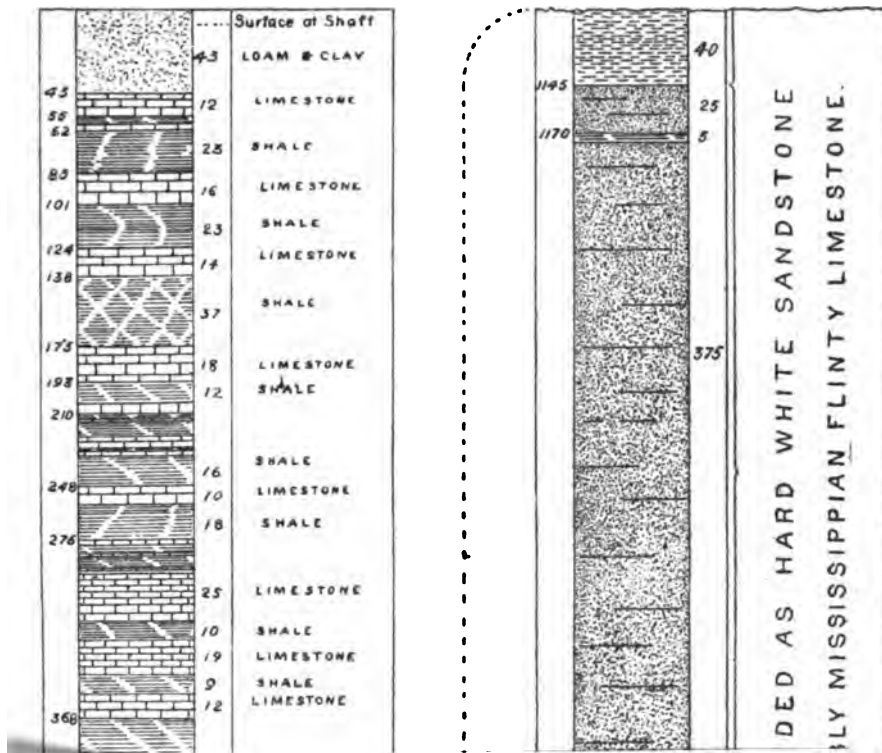 Surface at Shaft
43 LOAM & CLAY
43
12 LIMESTONE
55
62
23 SHALE
85
16 LIMESTONE
101
23 SHALE
124
14 LIMESTONE
138
37 SHALE
175
18 LIMESTONE
193
12 SHALE
210
16 SHALE
248
10 LIMESTONE
18 SHALE
276
25 LIMESTONE
10 SHALE
19 LIMESTONE
9 SHALE
12 LIMESTONE
368
40
1145
25
1170
5
375
DED AS HARD WHITE SANDSTONE
LY MISSISSIPPIAN FLINTY LIMESTONE.